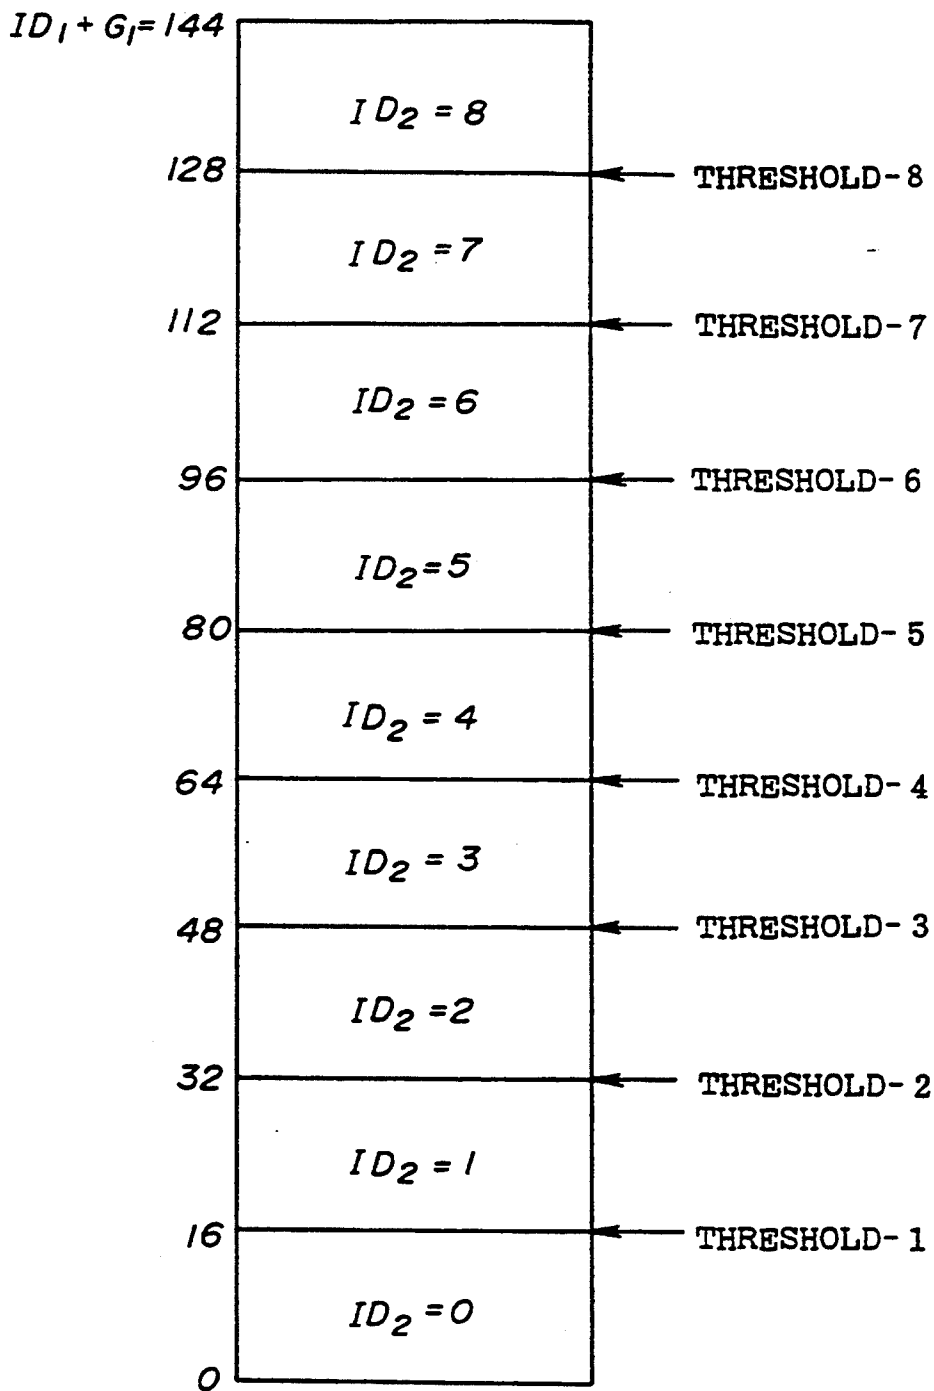 ID₁ + G₁ = 144
ID₂ = 8
128 THRESHOLD-8
ID₂ = 7
112 THRESHOLD-7
ID₂ = 6
96 THRESHOLD-6
ID₂ = 5
80 THRESHOLD-5
ID₂ = 4
64 THRESHOLD-4
ID₂ = 3
48 THRESHOLD-3
ID₂ = 2
32 THRESHOLD-2
ID₂ = 1
16 THRESHOLD-1
ID₂ = 0
0